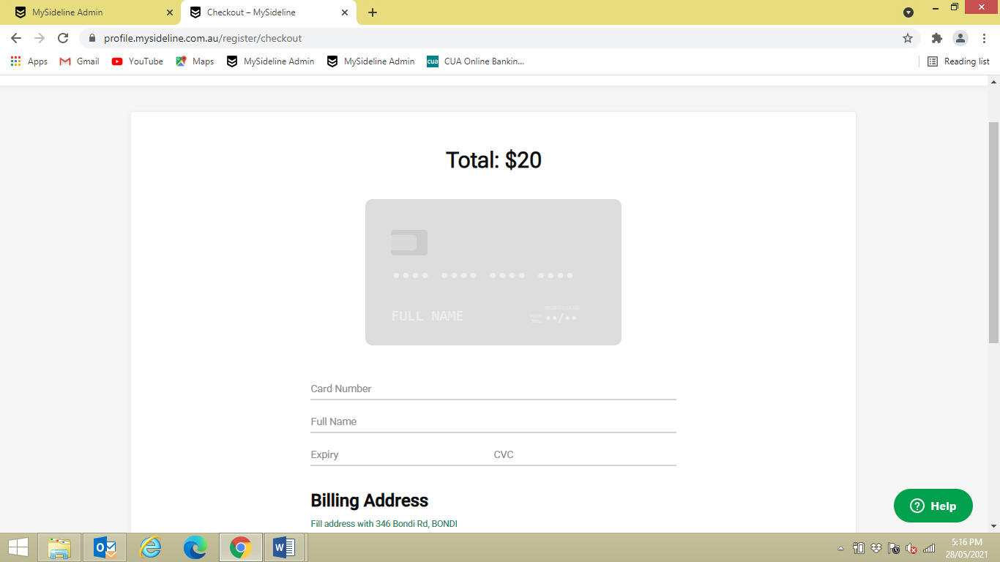 MySideline Admin
Checkout – MySideline
profile.mysideline.com.au/register/checkout
Apps
Gmail
YouTube
Maps
MySideline Admin
MySideline Admin
cua
CUA Online Bankin...
Reading list
Total: $20
FULL NAME
••/••
Card Number
Full Name
Expiry
CVC
Billing Address
Fill address with 346 Bondi Rd, BONDI
? Help
5:16 PM
28/05/2021